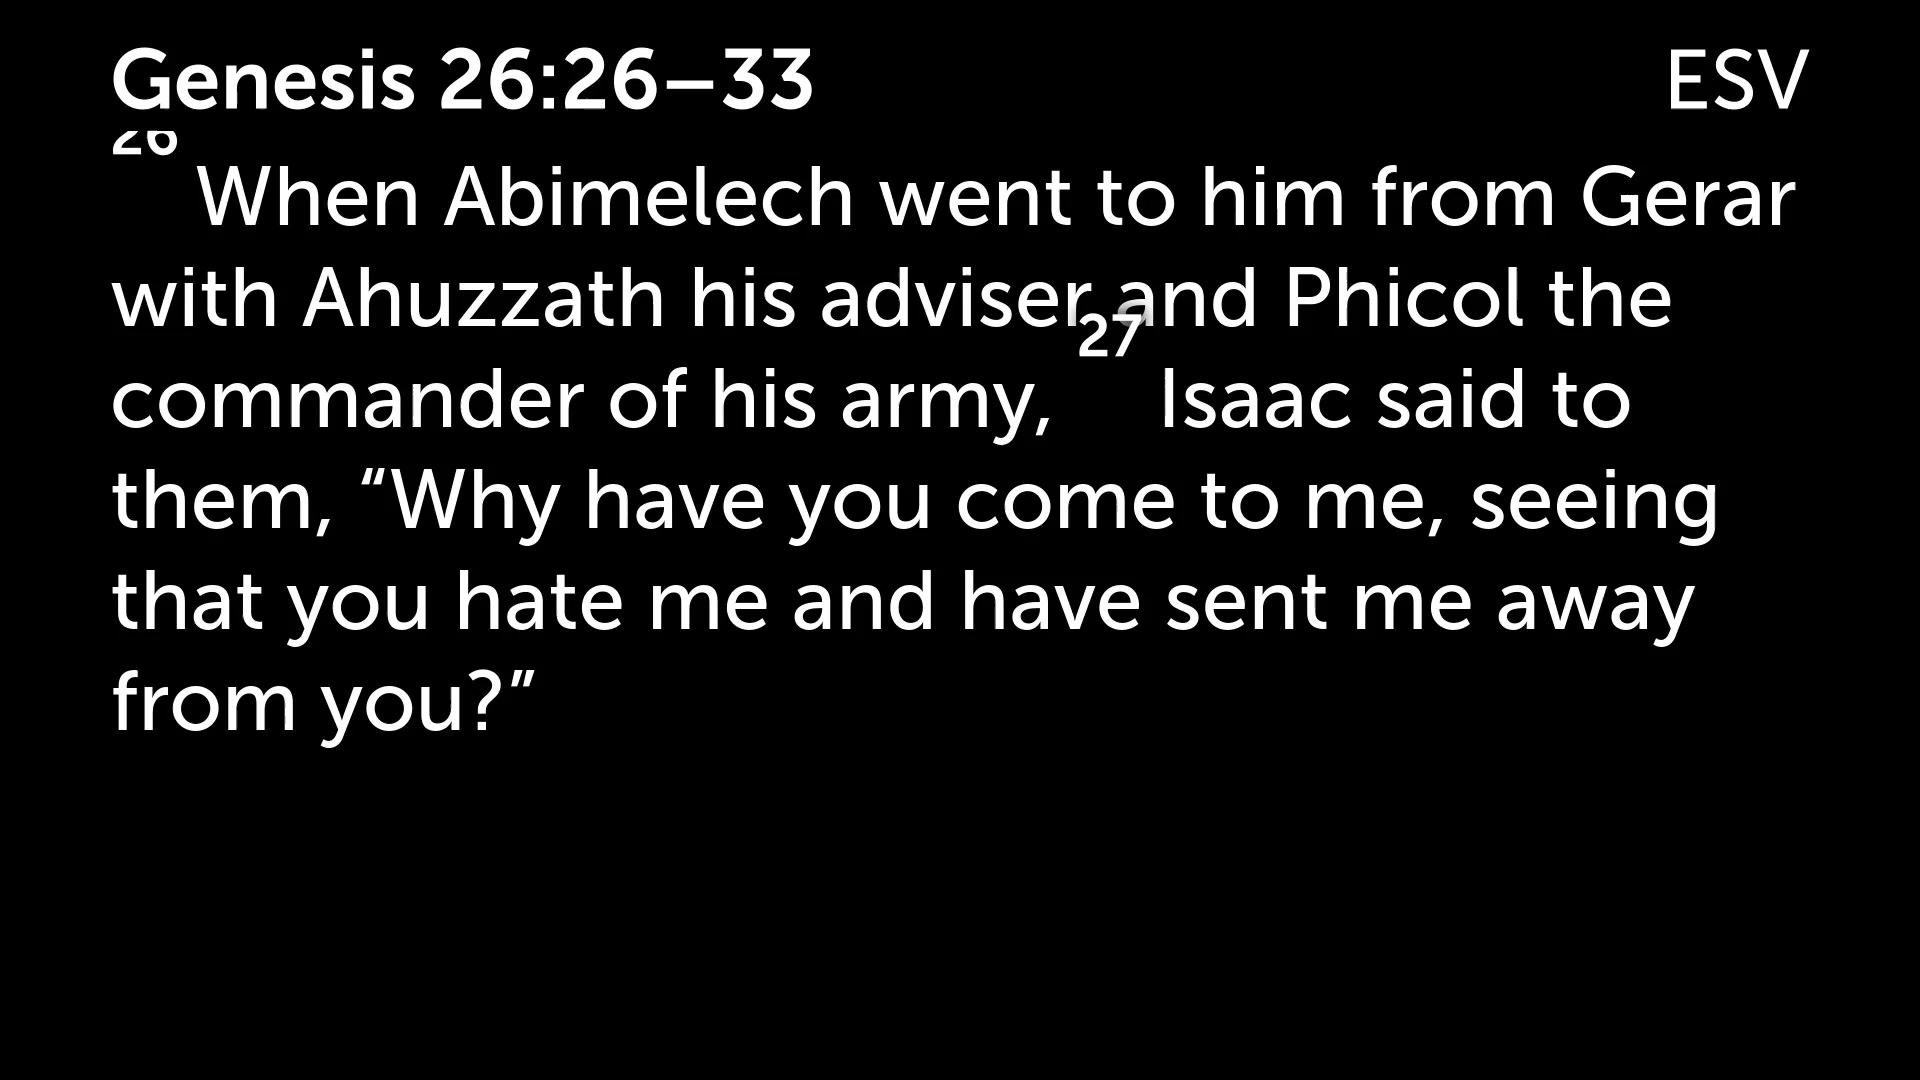 Genesis 26:26–33 ESV
26 When Abimelech went to him from Gerar
with Ahuzzath his adviser and Phicol the
commander of his army, 27 Isaac said to
them, “Why have you come to me, seeing
that you hate me and have sent me away
from you?”